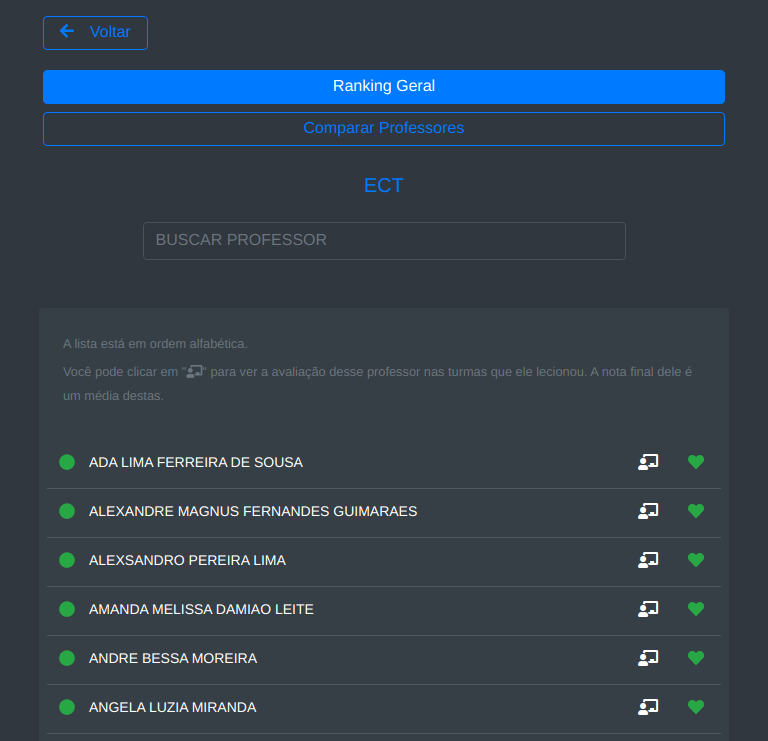 Voltar
Ranking Geral
Comparar Professores
ECT
BUSCAR PROFESSOR
A lista está em ordem alfabética.
Você pode clicar em "" para ver a avaliação desse professor nas turmas que ele lecionou. A nota final dele é
um média destas.
ADA LIMA FERREIRA DE SOUSA
ALEXANDRE MAGNUS FERNANDES GUIMARAES
ALEXSANDRO PEREIRA LIMA
AMANDA MELISSA DAMIAO LEITE
ANDRE BESSA MOREIRA
ANGELA LUZIA MIRANDA